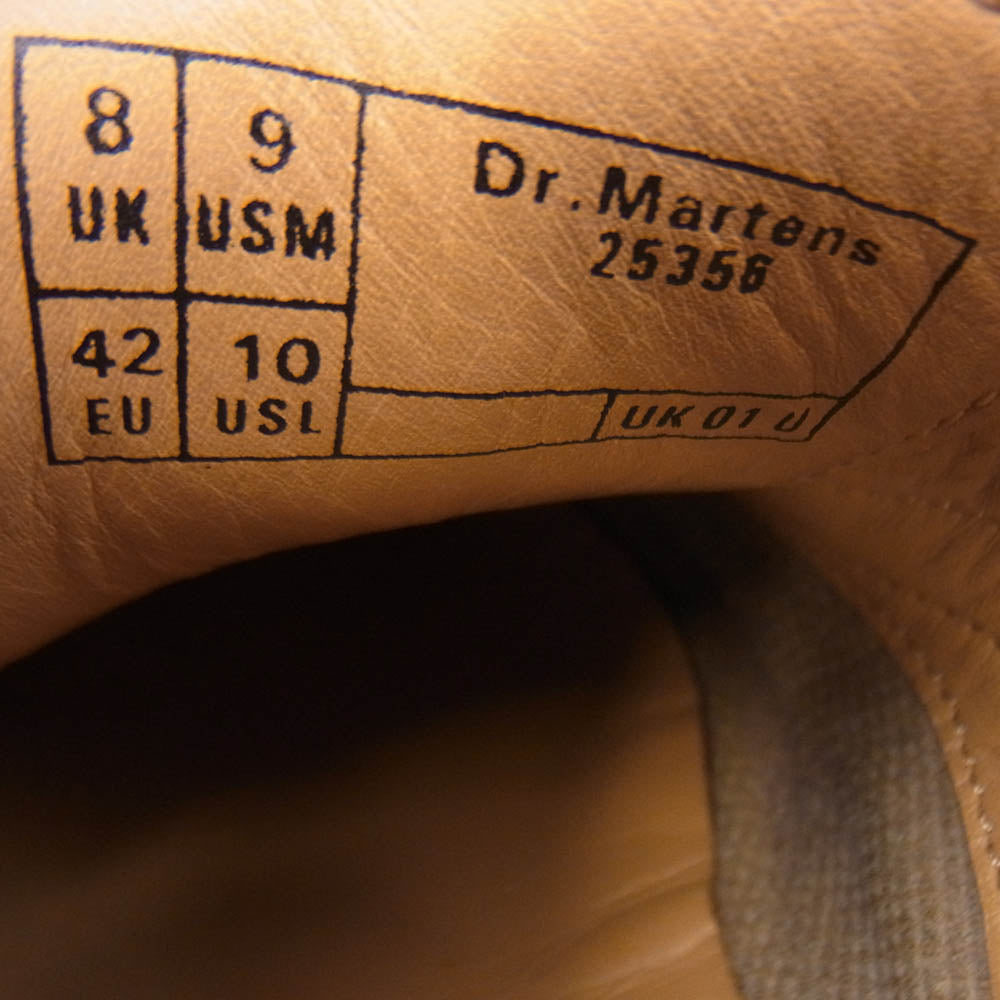 8
UK
9
USM
42
EU
10
USL
Dr.Martens
25356
UK 01 U